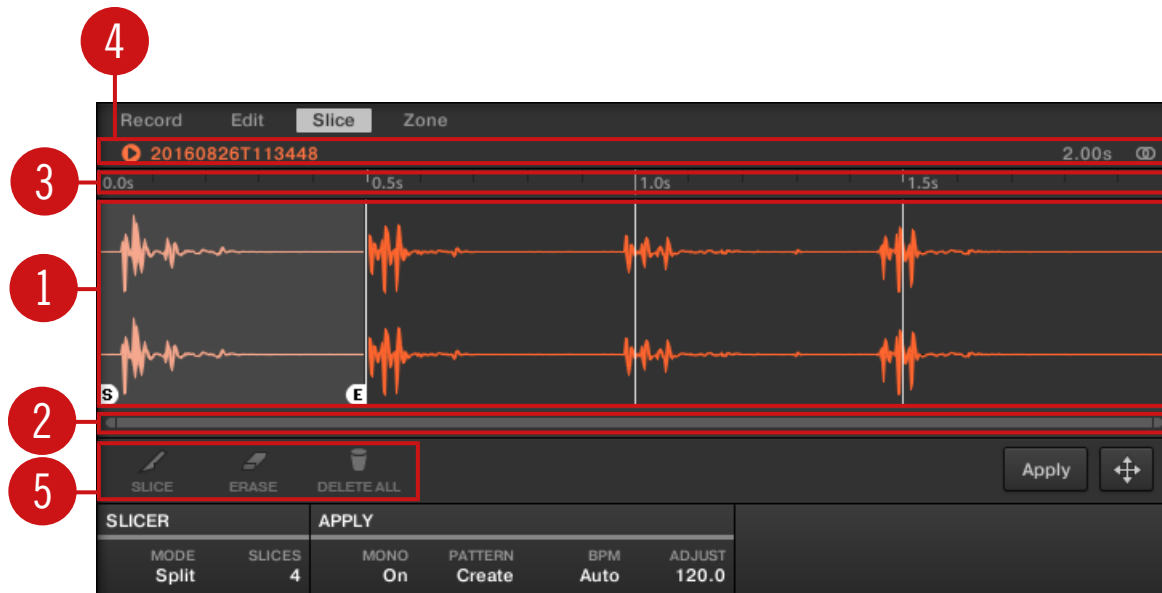 4
Record Edit Slice Zone
20160826T113448 2.00s
3
0.0s 0.5s 1.0s 1.5s
1
S E
2
5
SLICE ERASE DELETE ALL Apply
SLICER APPLY
MODE SLICES MONO PATTERN BPM ADJUST
Split 4 On Create Auto 120.0